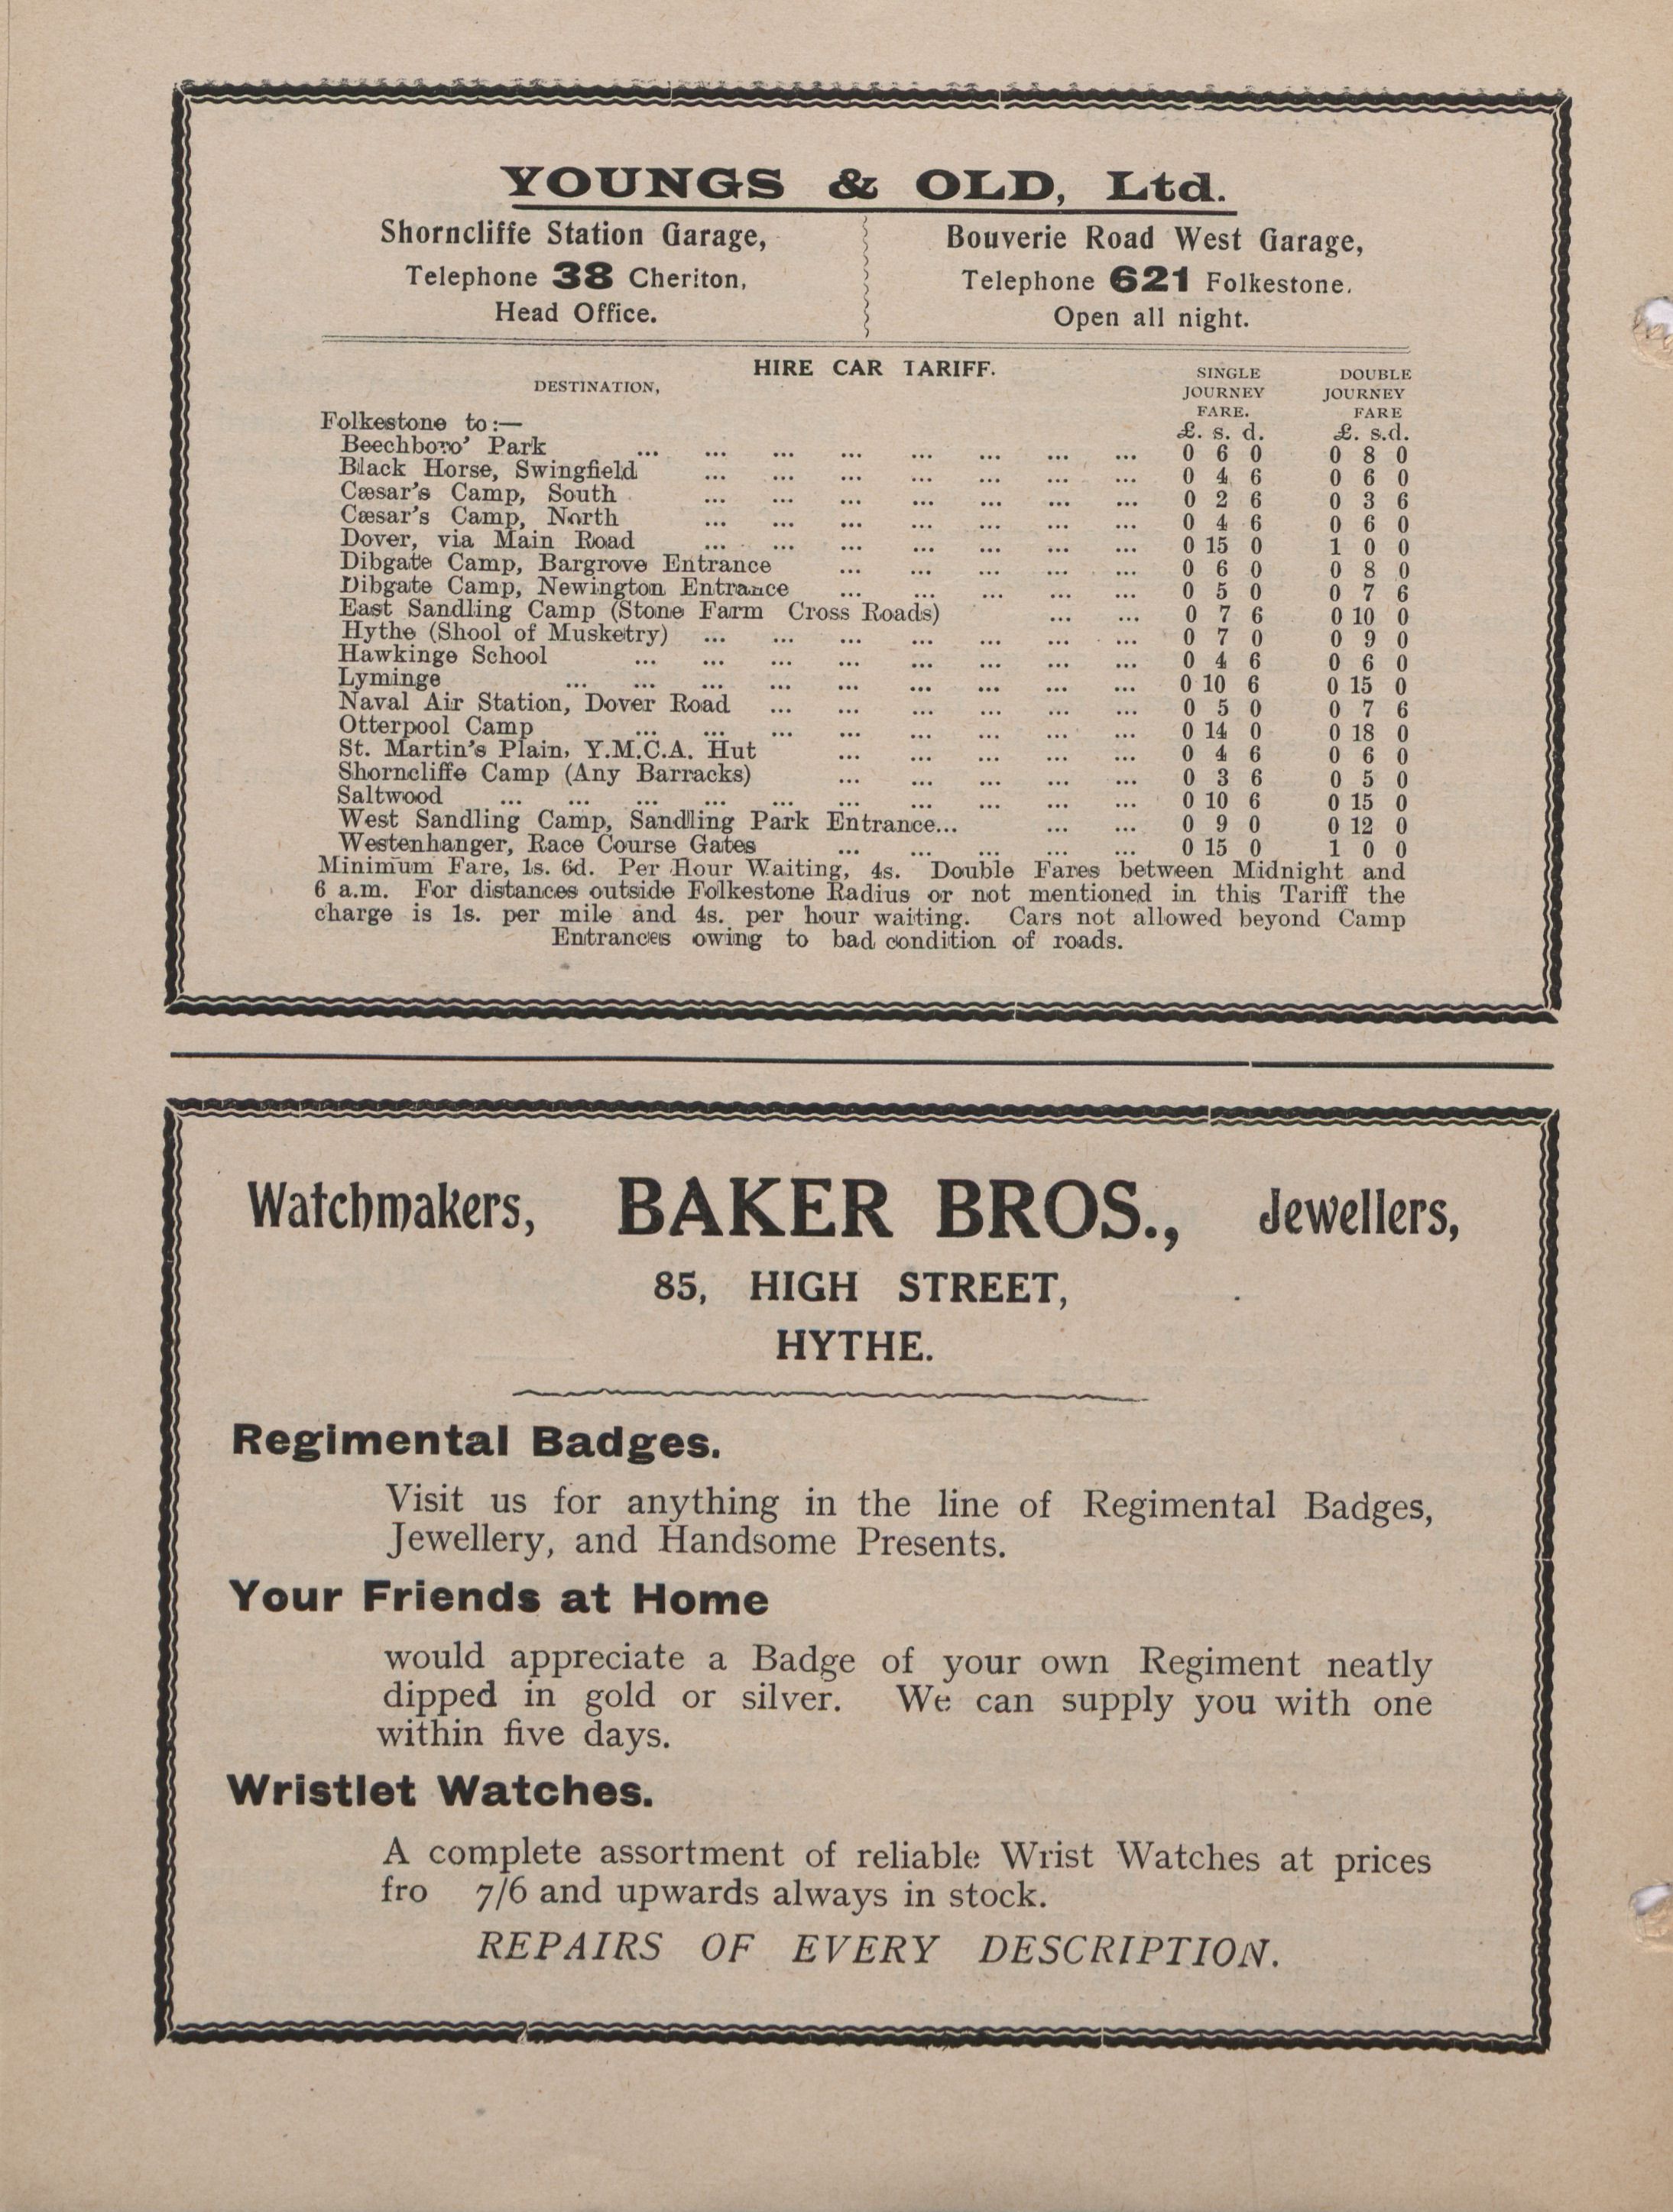 YOUNGS & OLD, Ltd.
Shorncliffe Station Garage,
Telephone 38 Cheriton,
Head Office.
Bouverie Road West Garage,
Telephone 621 Folkestone.
Open all night.
HIRE CAR TARIFF.
DESTINATION,
SINGLE JOURNEY FARE.
DOUBLE JOURNEY FARE
Folkestone to:—
£. s. d. £. s.d.
Beechboro' Park ... ... ... ... ... ... ... ... 0 6 0 0 8 0
Black Horse, Swingfield ... ... ... ... ... ... ... 0 4 6 0 6 0
Cæsar's Camp, South ... ... ... ... ... ... ... 0 2 6 0 3 6
Cæsar's Camp, North ... ... ... ... ... ... ... 0 4 6 0 6 0
Dover, via Main Road ... ... ... ... ... ... ... 0 15 0 1 0 0
Dibgate Camp, Bargrove Entrance ... ... ... ... ... 0 6 0 0 8 0
Dibgate Camp, Newington Entrance ... ... ... ... ... 0 5 0 0 7 6
East Sandling Camp (Stone Farm Cross Roads) ... ... 0 7 6 0 10 0
Hythe (Shool of Musketry) ... ... ... ... ... ... ... 0 7 0 0 9 0
Hawkinge School ... ... ... ... ... ... ... ... 0 4 6 0 6 0
Lyminge ... ... ... ... ... ... ... ... ... 0 10 6 0 15 0
Naval Air Station, Dover Road ... ... ... ... ... ... 0 5 0 0 7 6
Otterpool Camp ... ... ... ... ... ... ... ... 0 14 0 0 18 0
St. Martin's Plain, Y.M.C.A. Hut ... ... ... ... ... 0 4 6 0 6 0
Shorncliffe Camp (Any Barracks) ... ... ... ... ... 0 3 6 0 5 0
Saltwood ... ... ... ... ... ... ... ... ... ... 0 10 6 0 15 0
West Sandling Camp, Sandling Park Entrance... ... ... 0 9 0 0 12 0
Westenhanger, Race Course Gates ... ... ... ... ... 0 15 0 1 0 0
Minimum Fare, 1s. 6d. Per Hour Waiting, 4s. Double Fares between Midnight and
6 a.m. For distances outside Folkestone Radius or not mentioned in this Tariff the
charge is 1s. per mile and 4s. per hour waiting. Cars not allowed beyond Camp
Entrances owing to bad condition of roads.
Watchmakers, BAKER BROS., Jewellers,
85, HIGH STREET,
HYTHE.
Regimental Badges.
Visit us for anything in the line of Regimental Badges,
Jewellery, and Handsome Presents.
Your Friends at Home
would appreciate a Badge of your own Regiment neatly
dipped in gold or silver. We can supply you with one
within five days.
Wristlet Watches.
A complete assortment of reliable Wrist Watches at prices
fro 7/6 and upwards always in stock.
REPAIRS OF EVERY DESCRIPTION.